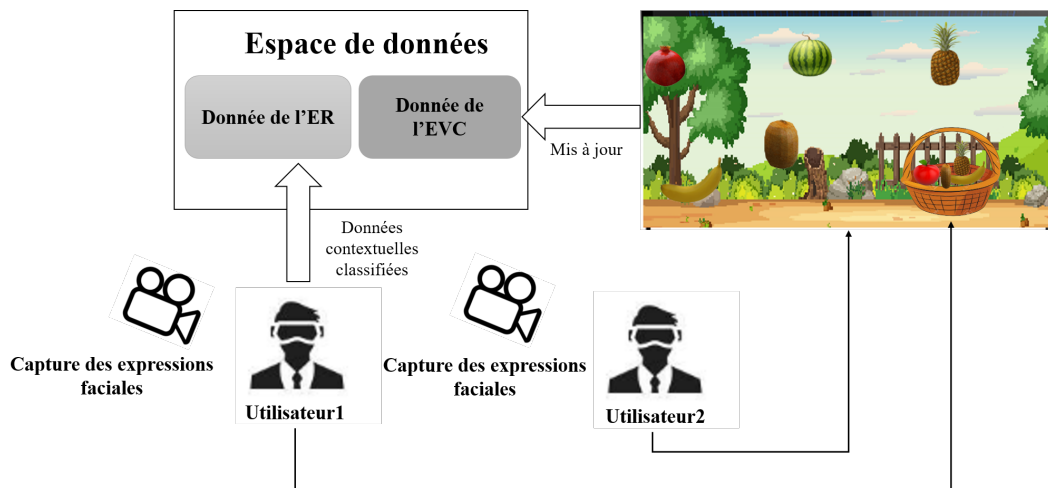 Espace de données
Donnée de l'ER
Donnée de
l'EVC
Mis à jour
Données
contextuelles
classifiées
Capture des expressions
faciales
Utilisateur1
Capture des expressions
faciales
Utilisateur2